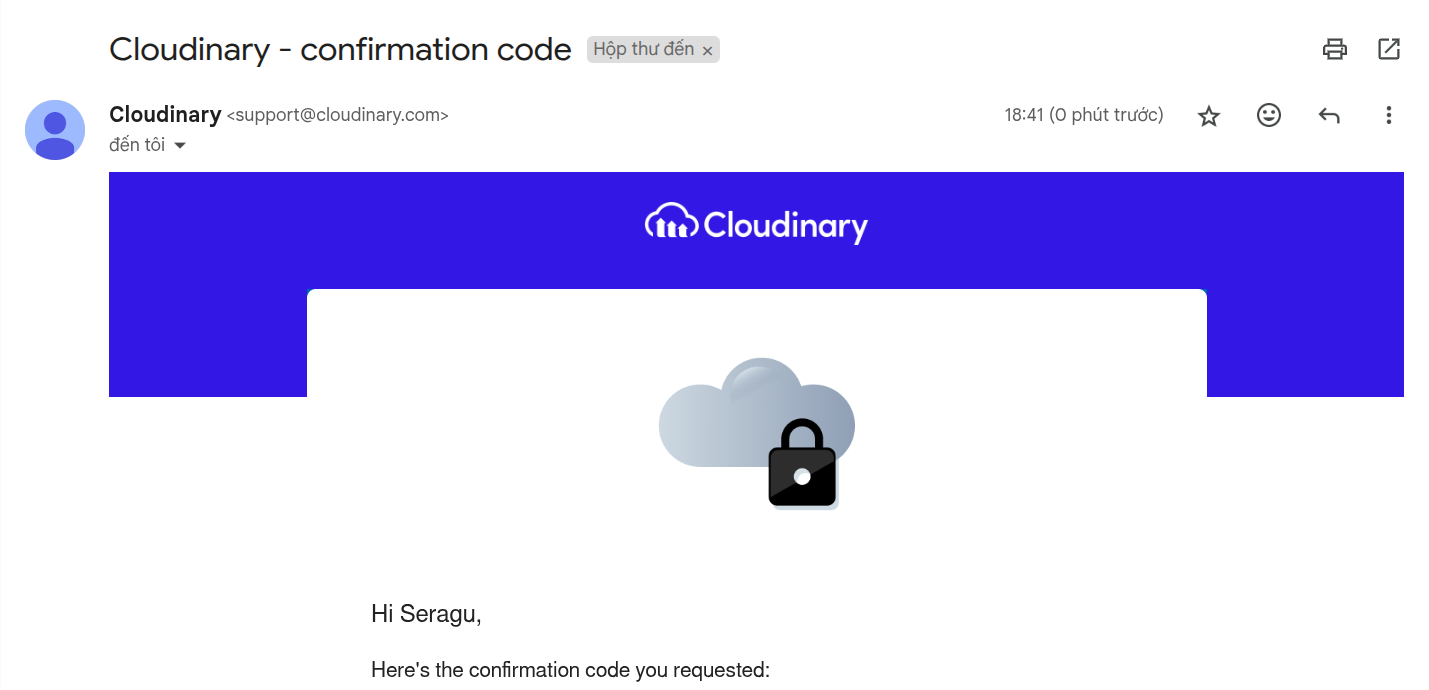 Cloudinary - confirmation code Hộp thư đến ×
Cloudinary <support@cloudinary.com> 18:41 (0 phút trước)
đến tôi
Cloudinary
Hi Seragu,
Here's the confirmation code you requested: